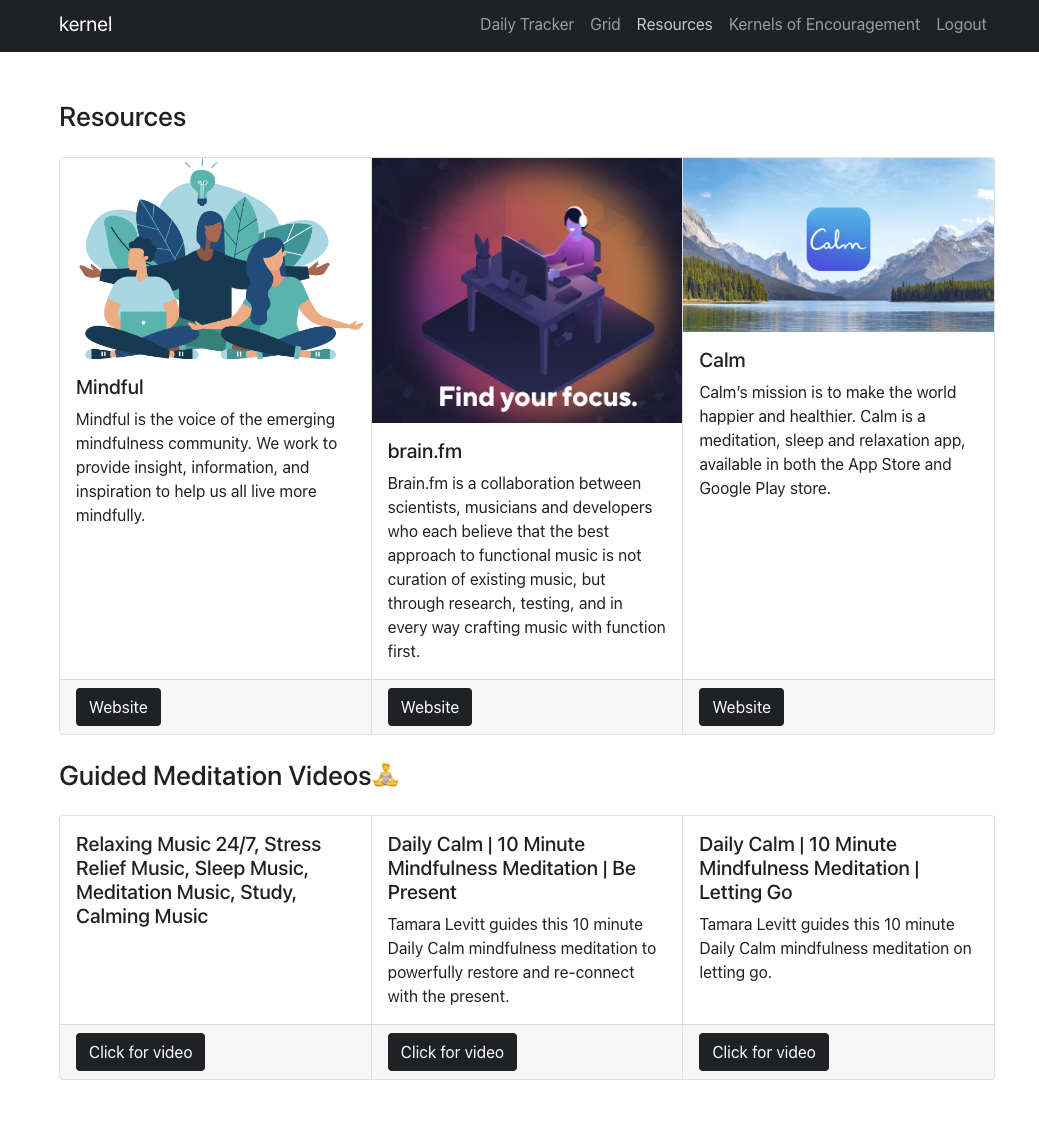 kernel
Daily Tracker Grid Resources Kernels of Encouragement Logout
Resources
Mindful
Mindful is the voice of the emerging
mindfulness community. We work to
provide insight, information, and
inspiration to help us all live more
mindfully.
Website
Find your focus.
brain.fm
Brain.fm is a collaboration between
scientists, musicians and developers
who each believe that the best
approach to functional music is not
curation of existing music, but
through research, testing, and in
every way crafting music with function
first.
Website
Calm
Calm
Calm’s mission is to make the world
happier and healthier. Calm is a
meditation, sleep and relaxation app,
available in both the App Store and
Google Play store.
Website
Guided Meditation Videos🧘
Relaxing Music 24/7, Stress
Relief Music, Sleep Music,
Meditation Music, Study,
Calming Music
Click for video
Daily Calm | 10 Minute
Mindfulness Meditation | Be
Present
Tamara Levitt guides this 10 minute
Daily Calm mindfulness meditation to
powerfully restore and re-connect
with the present.
Click for video
Daily Calm | 10 Minute
Mindfulness Meditation |
Letting Go
Tamara Levitt guides this 10 minute
Daily Calm mindfulness meditation on
letting go.
Click for video